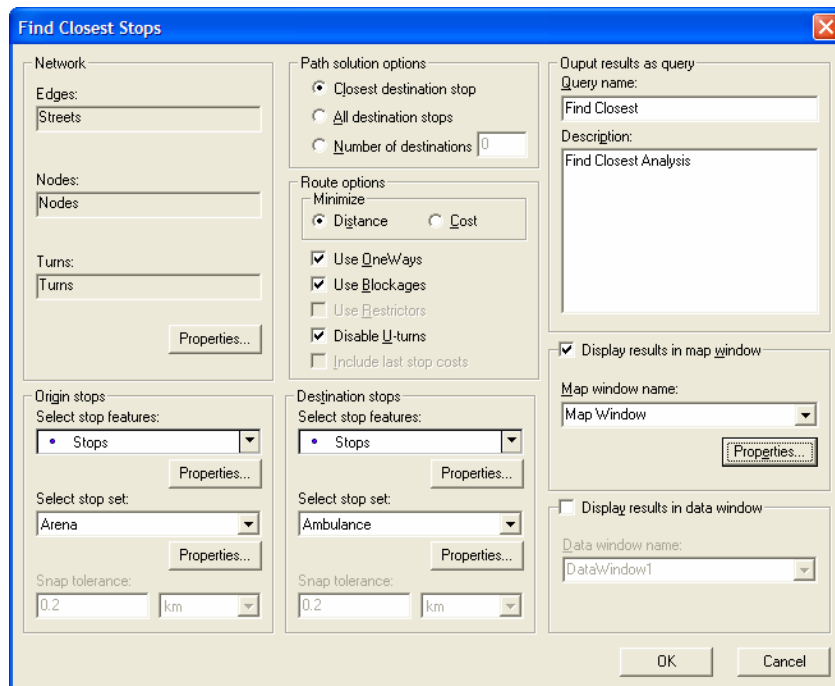 Find Closest Stops
Network
Edges:
Streets
Nodes:
Nodes
Turns:
Turns
Properties...
Path solution options
Closest destination stop
All destination stops
Number of destinations 0
Route options
Minimize
Distance Cost
Use OneWays
Use Blockages
Use Restrictors
Disable U-turns
Include last stop costs
Ouput results as query
Query name:
Find Closest
Description:
Find Closest Analysis
Display results in map window
Map window name:
Map Window
Properties...
Origin stops
Select stop features:
Stops
Properties...
Select stop set:
Arena
Properties...
Snap tolerance:
0.2 km
Destination stops
Select stop features:
Stops
Properties...
Select stop set:
Ambulance
Properties...
Snap tolerance:
0.2 km
Display results in data window
Data window name:
DataWindow1
OK Cancel